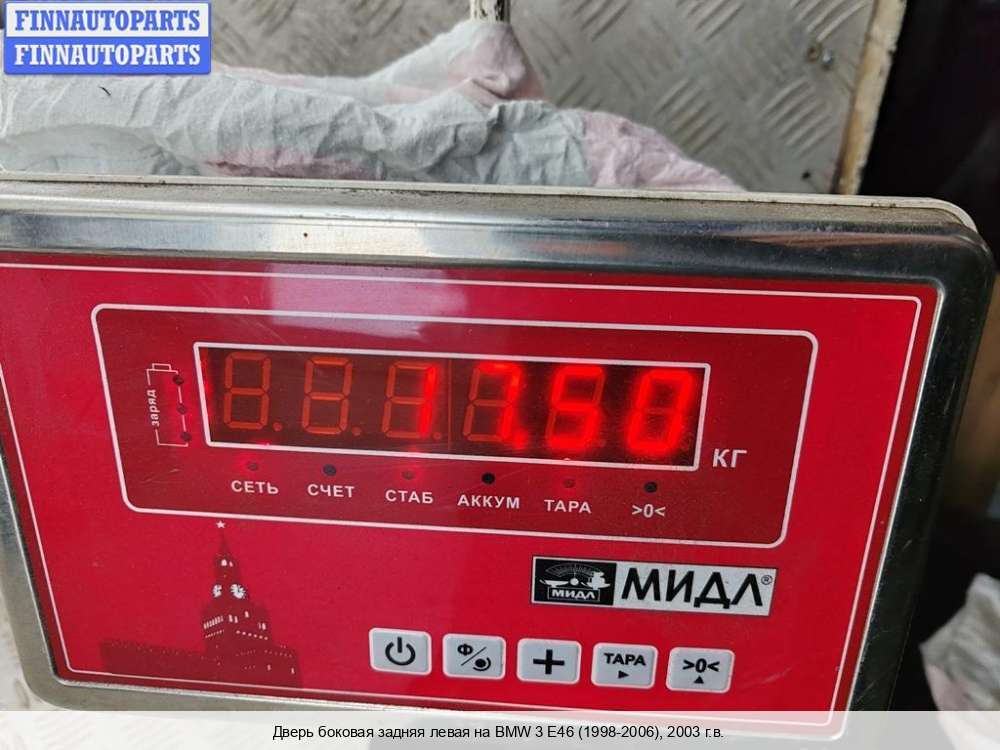 FINNAUTOPARTS
FINNAUTOPARTS
заряд
17.50
КГ
СЕТЬ СЧЕТ СТАБ АККУМ ТАРА >0<
МИДЛ МИДЛ®
Ф ТАРА >0<
Дверь боковая задняя левая на BMW 3 E46 (1998-2006), 2003 г.в.